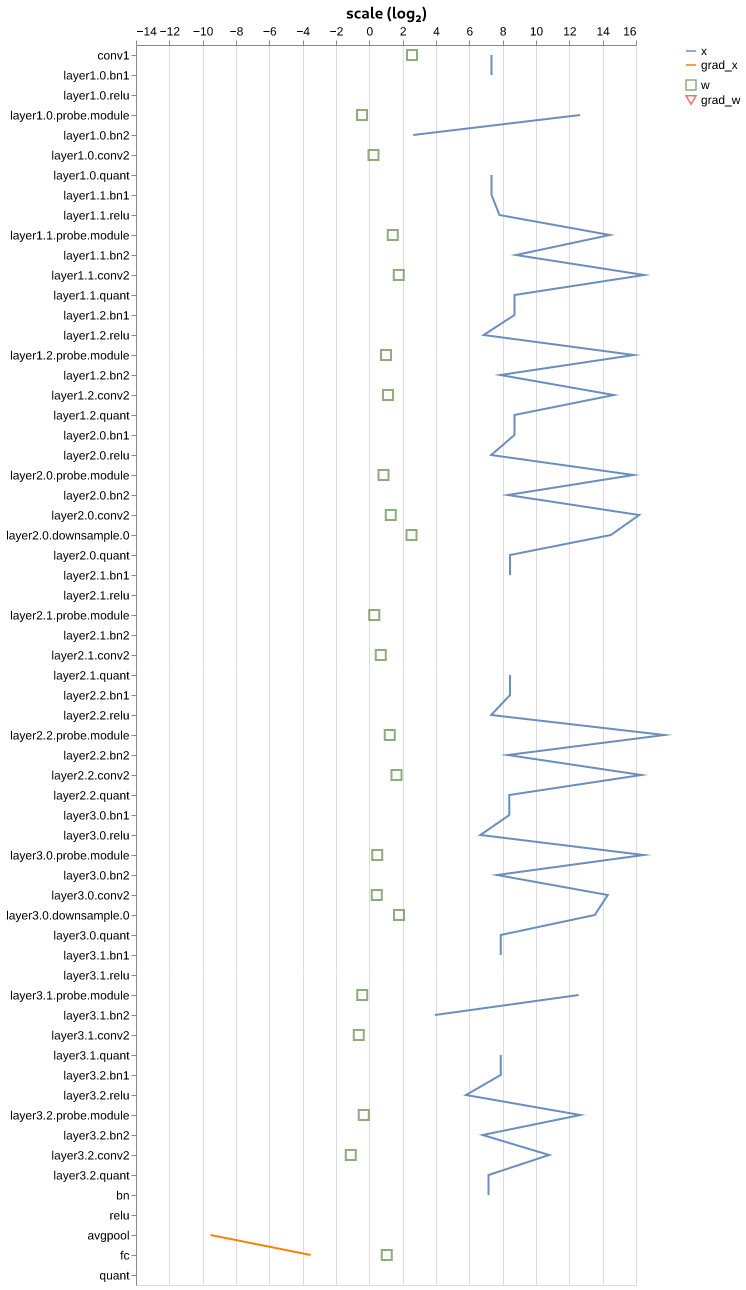 scale (log₂)
−14 −12 −10 −8 −6 −4 −2 0 2 4 6 8 10 12 14 16
x
grad_x
w
grad_w
conv1
layer1.0.bn1
layer1.0.relu
layer1.0.probe.module
layer1.0.bn2
layer1.0.conv2
layer1.0.quant
layer1.1.bn1
layer1.1.relu
layer1.1.probe.module
layer1.1.bn2
layer1.1.conv2
layer1.1.quant
layer1.2.bn1
layer1.2.relu
layer1.2.probe.module
layer1.2.bn2
layer1.2.conv2
layer1.2.quant
layer2.0.bn1
layer2.0.relu
layer2.0.probe.module
layer2.0.bn2
layer2.0.conv2
layer2.0.downsample.0
layer2.0.quant
layer2.1.bn1
layer2.1.relu
layer2.1.probe.module
layer2.1.bn2
layer2.1.conv2
layer2.1.quant
layer2.2.bn1
layer2.2.relu
layer2.2.probe.module
layer2.2.bn2
layer2.2.conv2
layer2.2.quant
layer3.0.bn1
layer3.0.relu
layer3.0.probe.module
layer3.0.bn2
layer3.0.conv2
layer3.0.downsample.0
layer3.0.quant
layer3.1.bn1
layer3.1.relu
layer3.1.probe.module
layer3.1.bn2
layer3.1.conv2
layer3.1.quant
layer3.2.bn1
layer3.2.relu
layer3.2.probe.module
layer3.2.bn2
layer3.2.conv2
layer3.2.quant
bn
relu
avgpool
fc
quant